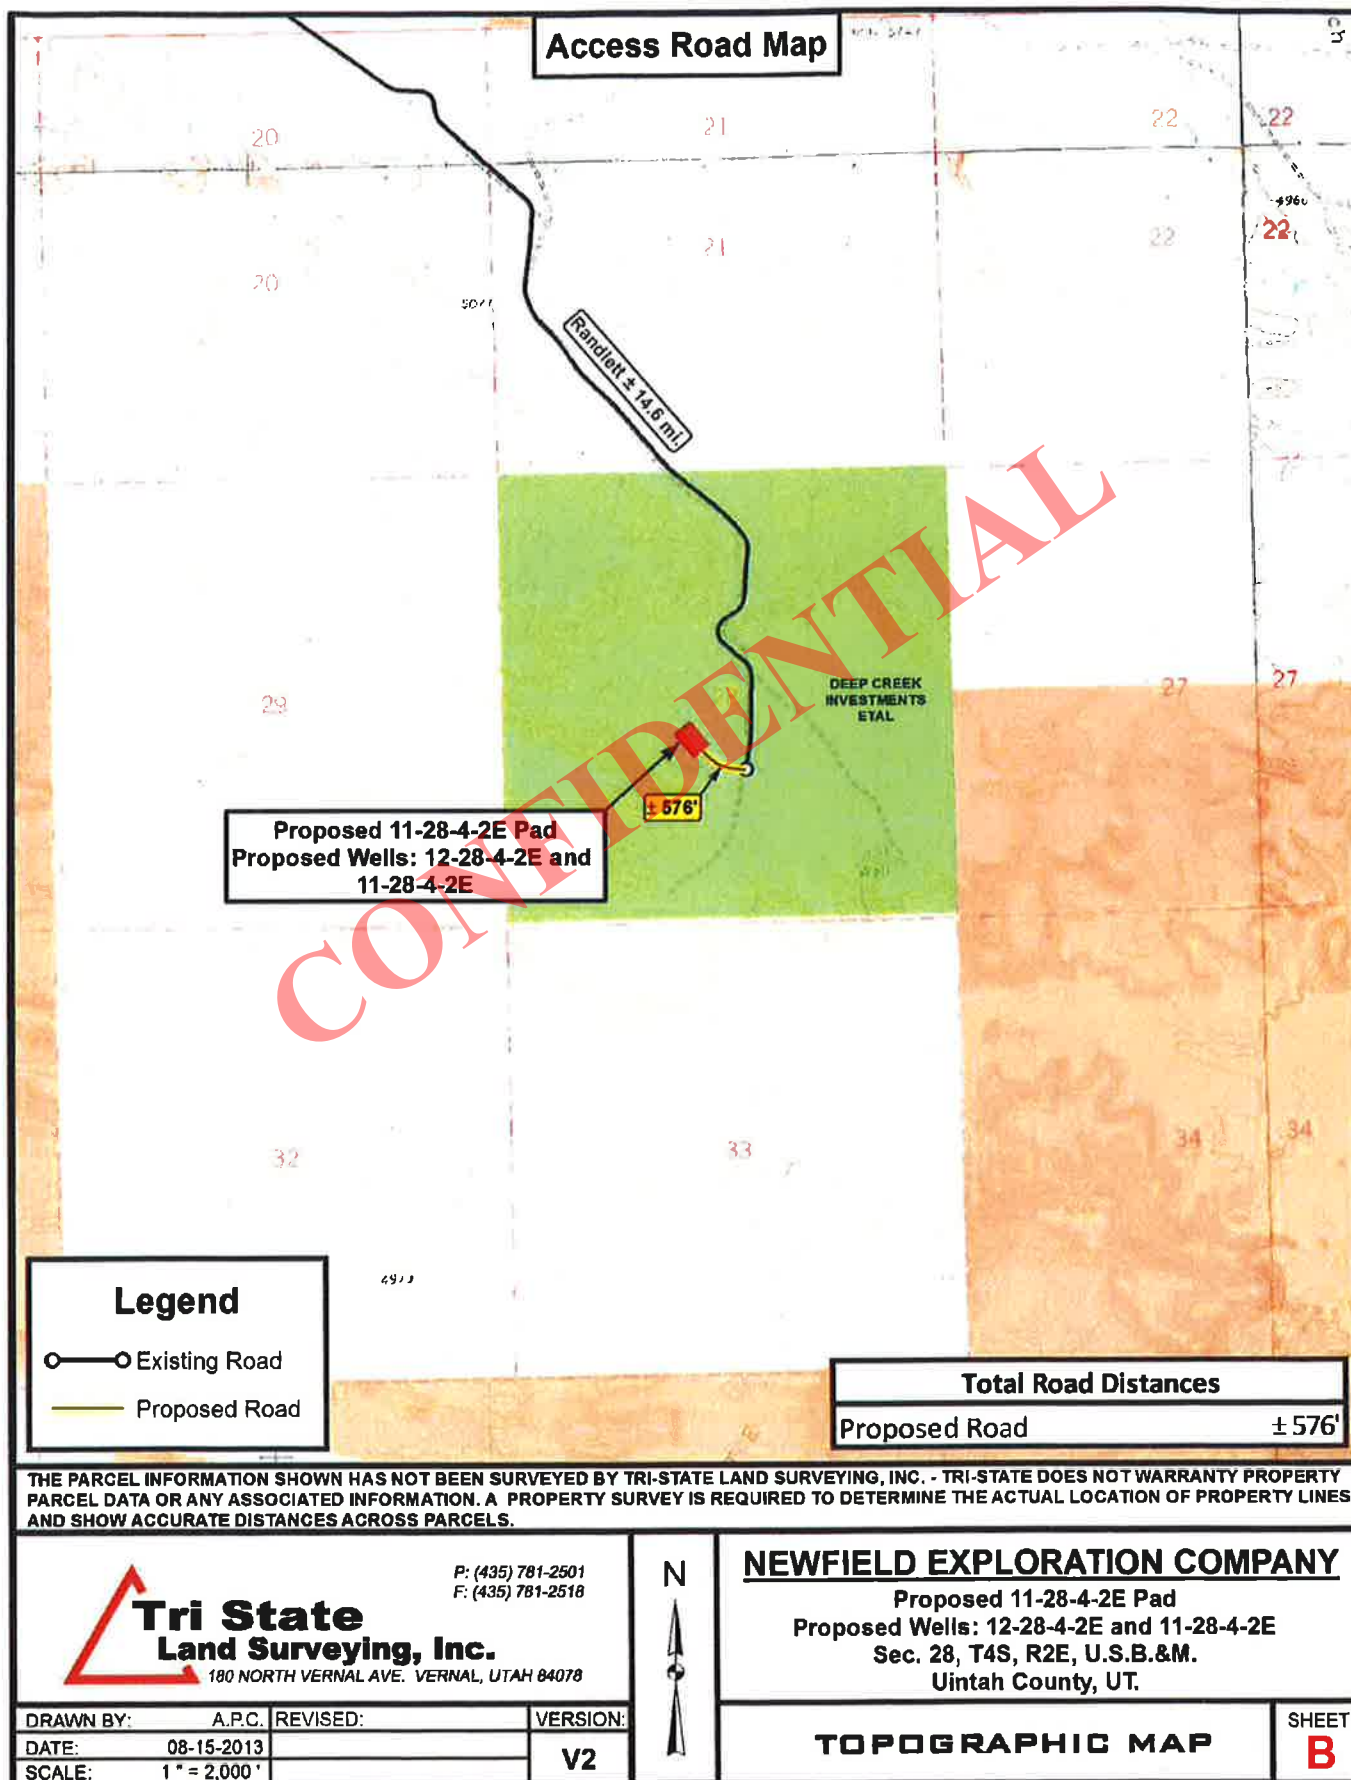 Access Road Map
20
21
22
22
4960
20
21
22
22
Randlett ± 14.6 mi.
29
DEEP CREEK
INVESTMENTS
ETAL
27
27
± 576'
Proposed 11-28-4-2E Pad
Proposed Wells: 12-28-4-2E and
11-28-4-2E
Well
CONFIDENTIAL
32
33
34
34
Legend
Existing Road
Proposed Road
Total Road Distances
Proposed Road ± 576'
THE PARCEL INFORMATION SHOWN HAS NOT BEEN SURVEYED BY TRI-STATE LAND SURVEYING, INC. - TRI-STATE DOES NOT WARRANTY PROPERTY
PARCEL DATA OR ANY ASSOCIATED INFORMATION. A PROPERTY SURVEY IS REQUIRED TO DETERMINE THE ACTUAL LOCATION OF PROPERTY LINES
AND SHOW ACCURATE DISTANCES ACROSS PARCELS.
P: (435) 781-2501
F: (435) 781-2518
Tri State
Land Surveying, Inc.
180 NORTH VERNAL AVE. VERNAL, UTAH 84078
N
NEWFIELD EXPLORATION COMPANY
Proposed 11-28-4-2E Pad
Proposed Wells: 12-28-4-2E and 11-28-4-2E
Sec. 28, T4S, R2E, U.S.B.&M.
Uintah County, UT.
DRAWN BY: A.P.C. REVISED: VERSION:
DATE: 08-15-2013
V2
SCALE: 1 " = 2,000 '
TOPOGRAPHIC MAP
SHEET
B